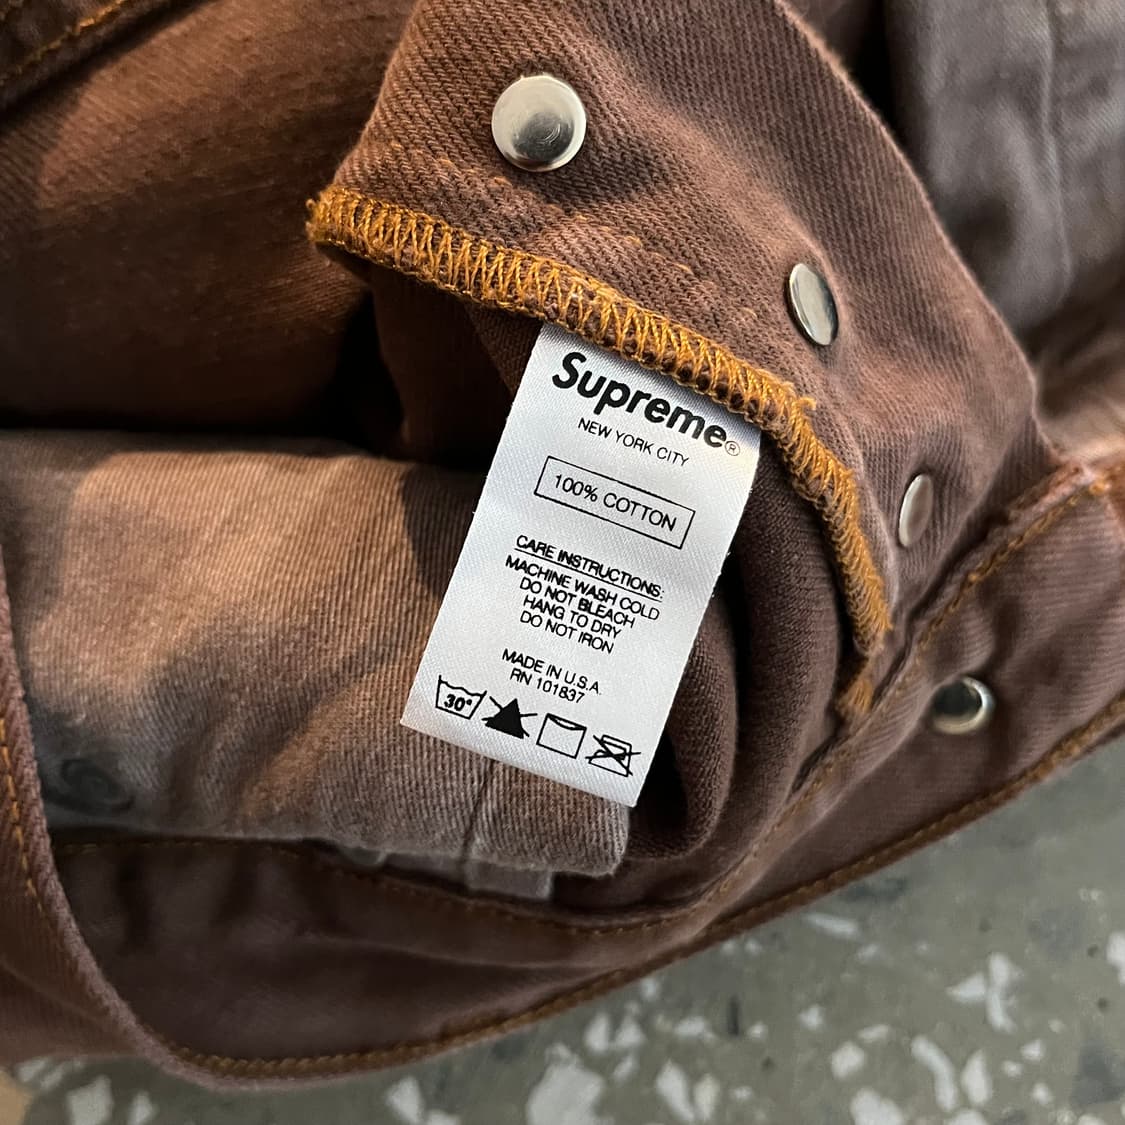 Supreme®
NEW YORK CITY
100% COTTON
CARE INSTRUCTIONS:
MACHINE WASH COLD
DO NOT BLEACH
HANG TO DRY
DO NOT IRON
MADE IN U.S.A.
RN 101837
30°